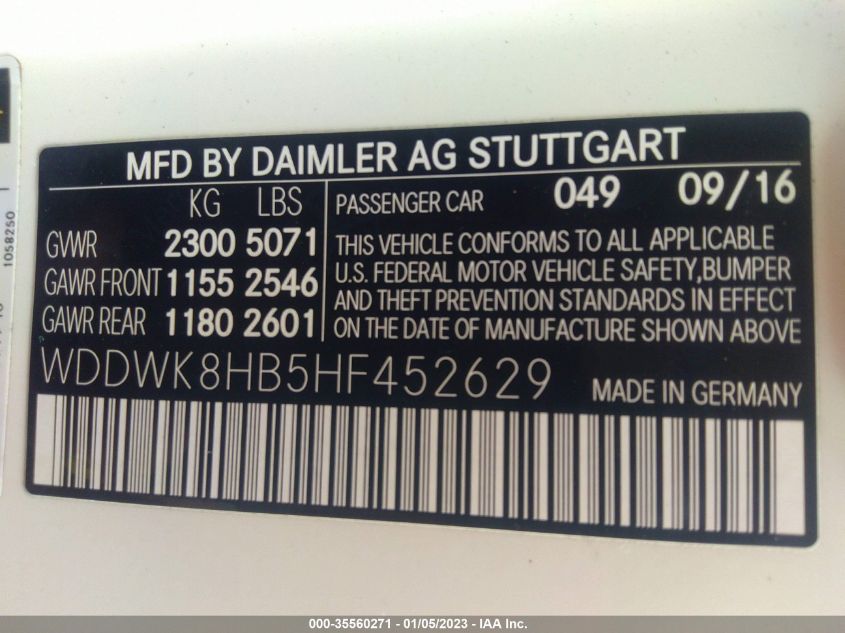 MFD BY DAIMLER AG STUTTGART
KG LBS
GVWR 2300 5071
GAWR FRONT 1155 2546
GAWR REAR 1180 2601
PASSENGER CAR 049 09/16
THIS VEHICLE CONFORMS TO ALL APPLICABLE
U.S. FEDERAL MOTOR VEHICLE SAFETY,BUMPER
AND THEFT PREVENTION STANDARDS IN EFFECT
ON THE DATE OF MANUFACTURE SHOWN ABOVE
WDDWK8HB5HF452629
MADE IN GERMANY
1058250
000-35560271 - 01/05/2023 - IAA Inc.